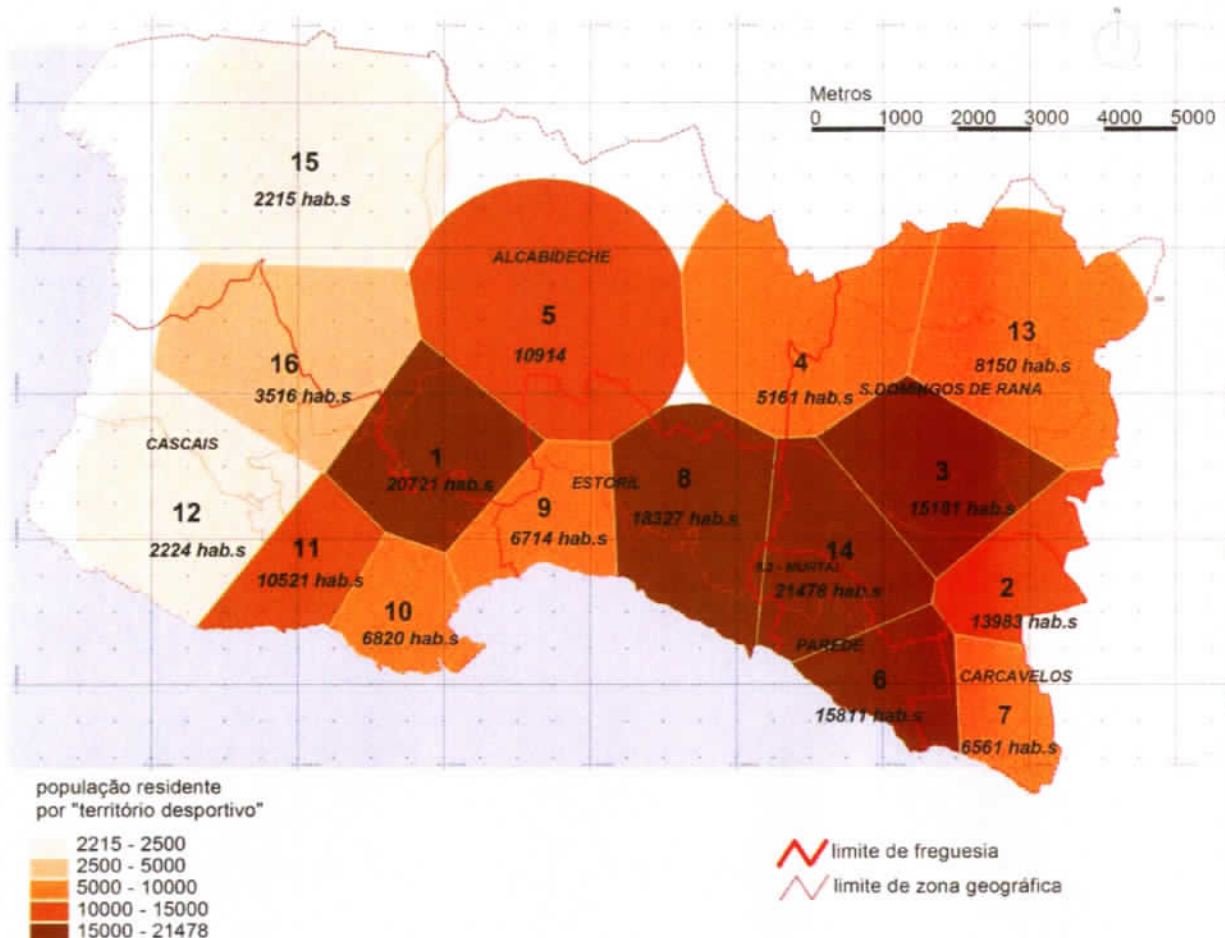 N
Metros
0 1000 2000 3000 4000 5000
15
2215 hab.s
ALCABIDECHE
5
10914
16
3516 hab.s
4
5161 hab.s
13
8150 hab.s
S.DOMINGOS DE RANA
CASCAIS
12
2224 hab.s
1
20721 hab.s
ESTORIL
8
18327 hab.s
3
15181 hab.s
9
6714 hab.s
11
10521 hab.s
10
6820 hab.s
14
MURTAL
21478 hab.s
2
13983 hab.s
PAREDE
6
15811 hab.s
CARCAVELOS
7
6561 hab.s
população residente
por "território desportivo"
2215 - 2500
2500 - 5000
5000 - 10000
10000 - 15000
15000 - 21478
limite de freguesia
limite de zona geográfica